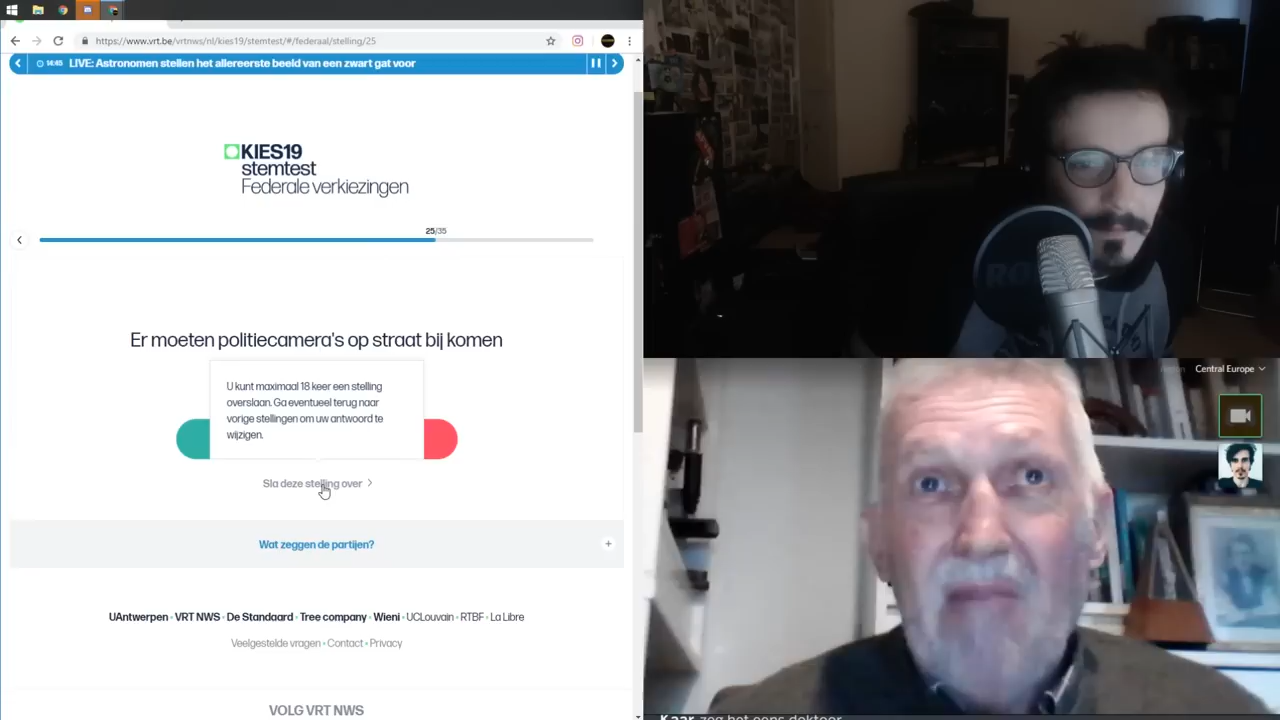 https://www.vrt.be/vrtnws/nl/kies19/stemtest/#/federaal/stelling/25
14:45 LIVE: Astronomen stellen het allereerste beeld van een zwart gat voor
KIES19
stemtest
Federale verkiezingen
25/35
Er moeten politiecamera's op straat bij komen
U kunt maximaal 18 keer een stelling
overslaan. Ga eventueel terug naar
vorige stellingen om uw antwoord te
wijzigen.
Sla deze stelling over
Wat zeggen de partijen?
UAntwerpen • VRT NWS • De Standaard • Tree company • Wieni • UCLouvain • RTBF • La Libre
Veelgestelde vragen • Contact • Privacy
VOLG VRT NWS
Central Europe